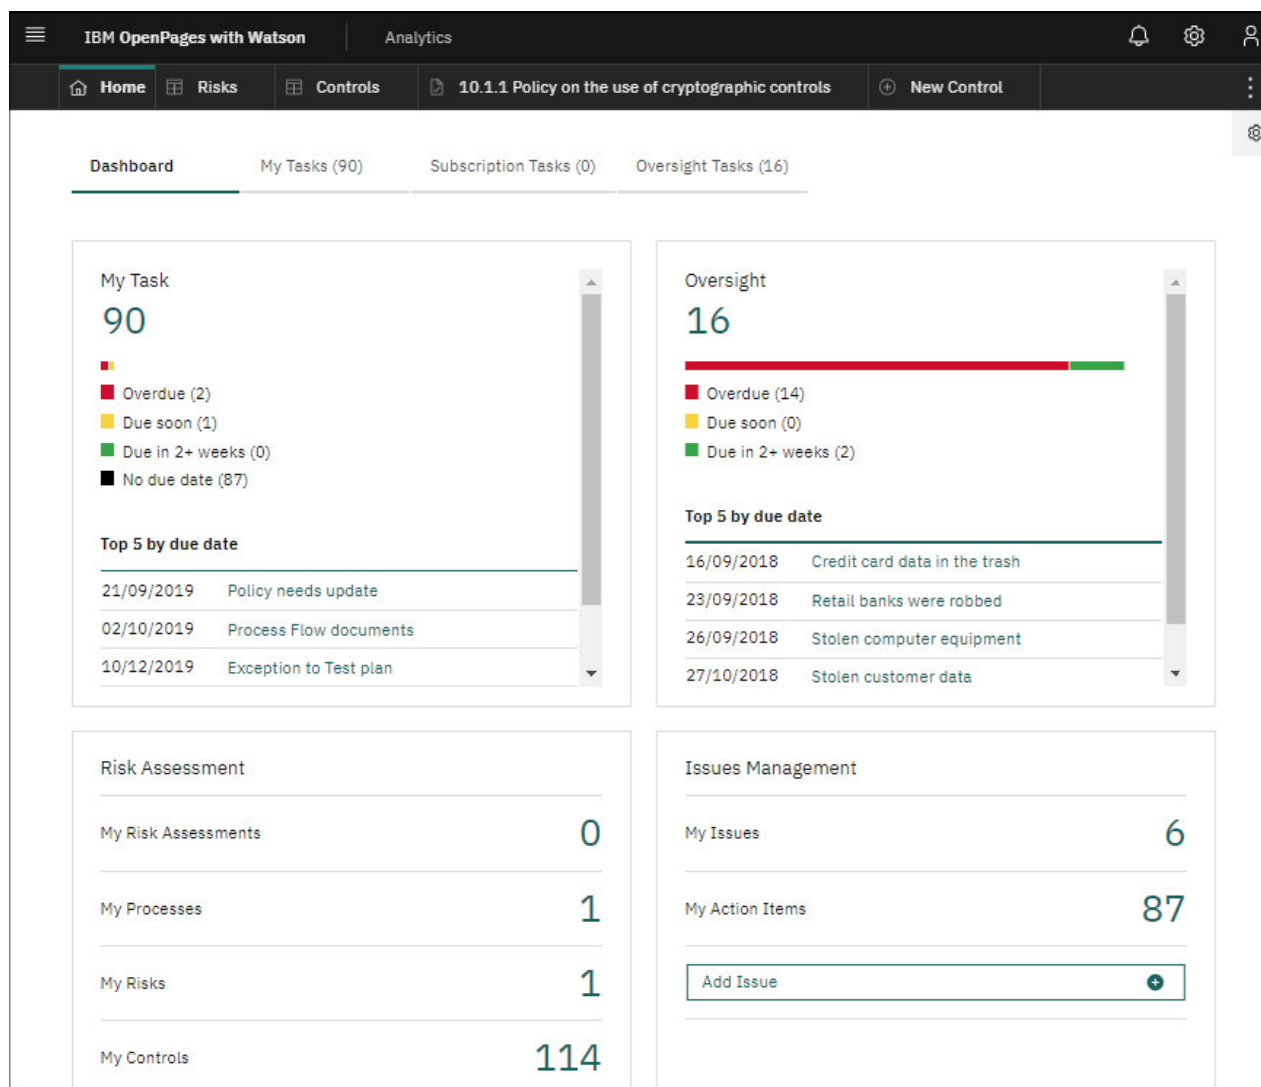 IBM OpenPages with Watson Analytics
Home Risks Controls 10.1.1 Policy on the use of cryptographic controls New Control
Dashboard My Tasks (90) Subscription Tasks (0) Oversight Tasks (16)
My Task
90
Overdue (2)
Due soon (1)
Due in 2+ weeks (0)
No due date (87)
Top 5 by due date
21/09/2019 Policy needs update
02/10/2019 Process Flow documents
10/12/2019 Exception to Test plan
Oversight
16
Overdue (14)
Due soon (0)
Due in 2+ weeks (2)
Top 5 by due date
16/09/2018 Credit card data in the trash
23/09/2018 Retail banks were robbed
26/09/2018 Stolen computer equipment
27/10/2018 Stolen customer data
Risk Assessment
My Risk Assessments 0
My Processes 1
My Risks 1
My Controls 114
Issues Management
My Issues 6
My Action Items 87
Add Issue